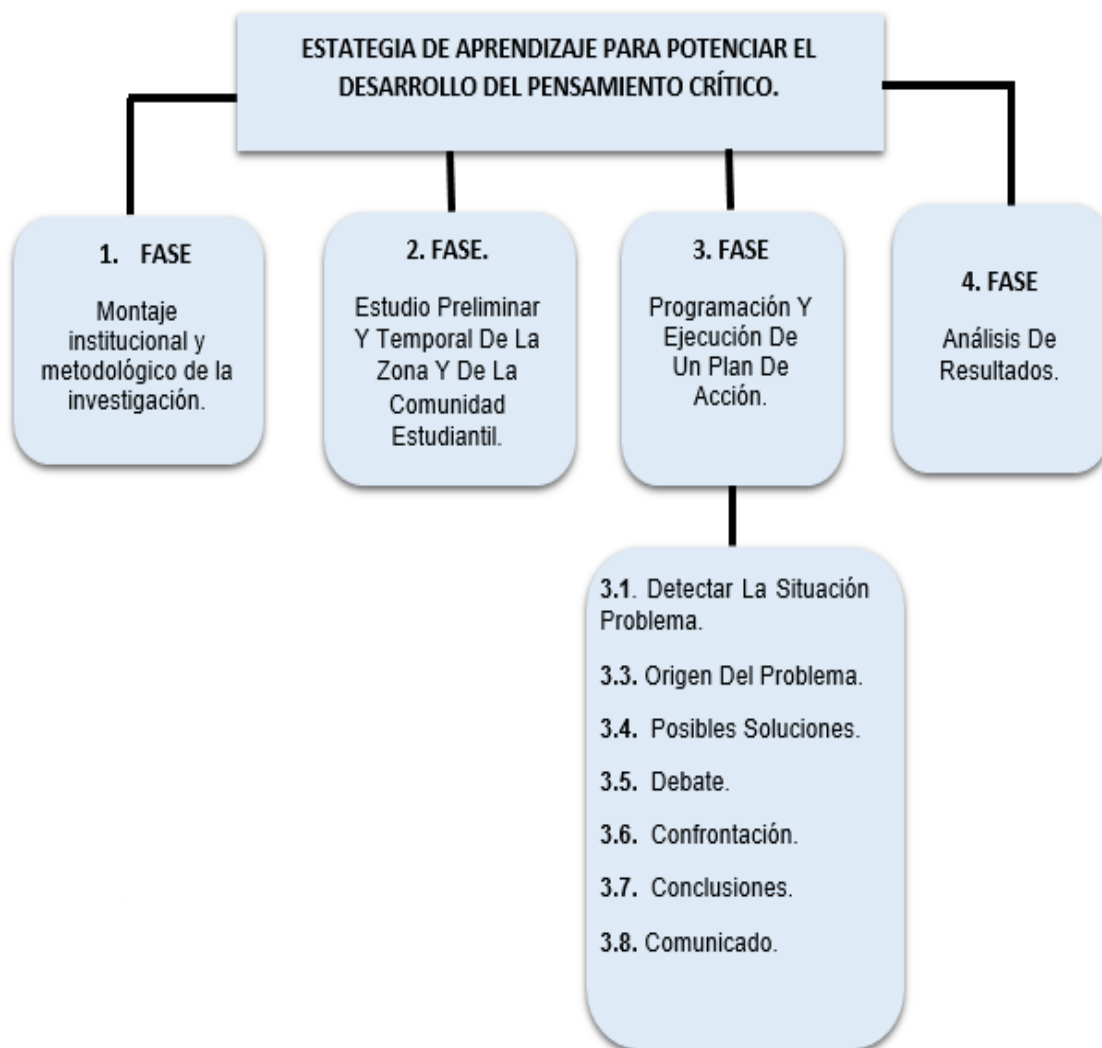 ESTATEGIA DE APRENDIZAJE PARA POTENCIAR EL
DESARROLLO DEL PENSAMIENTO CRÍTICO.
1. FASE
Montaje
institucional y
metodológico de la
investigación.
2. FASE.
Estudio Preliminar
Y Temporal De La
Zona Y De La
Comunidad
Estudiantil.
3. FASE
Programación Y
Ejecución De
Un Plan De
Acción.
4. FASE
Análisis De
Resultados.
3.1. Detectar La Situación
Problema.
3.3. Origen Del Problema.
3.4. Posibles Soluciones.
3.5. Debate.
3.6. Confrontación.
3.7. Conclusiones.
3.8. Comunicado.